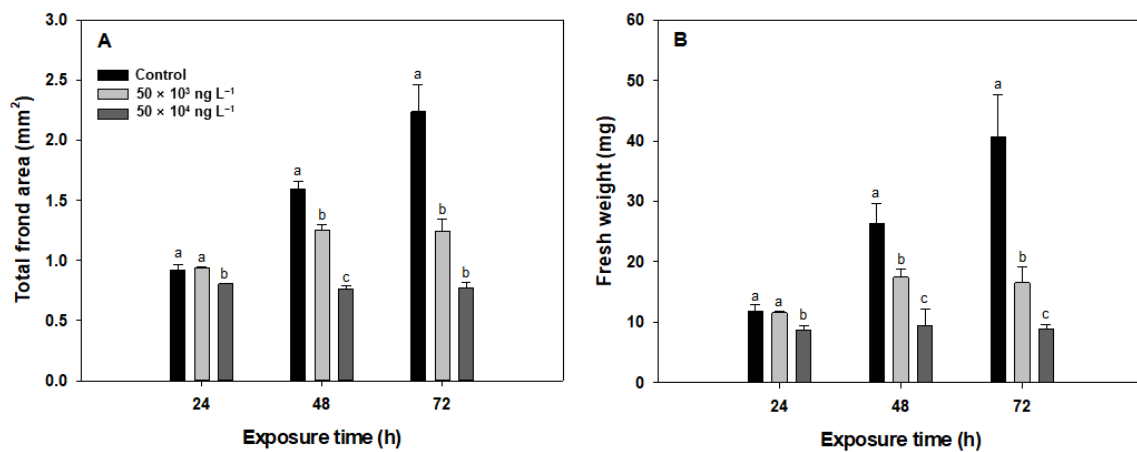 A
Control
50 × 10³ ng L⁻¹
50 × 10⁴ ng L⁻¹
Total frond area (mm²)
3.0
2.5
2.0
1.5
1.0
0.5
0.0
a a b
a b c
a b b
24 48 72
Exposure time (h)
B
Fresh weight (mg)
60
50
40
30
20
10
0
a a b
a b c
a b c
24 48 72
Exposure time (h)